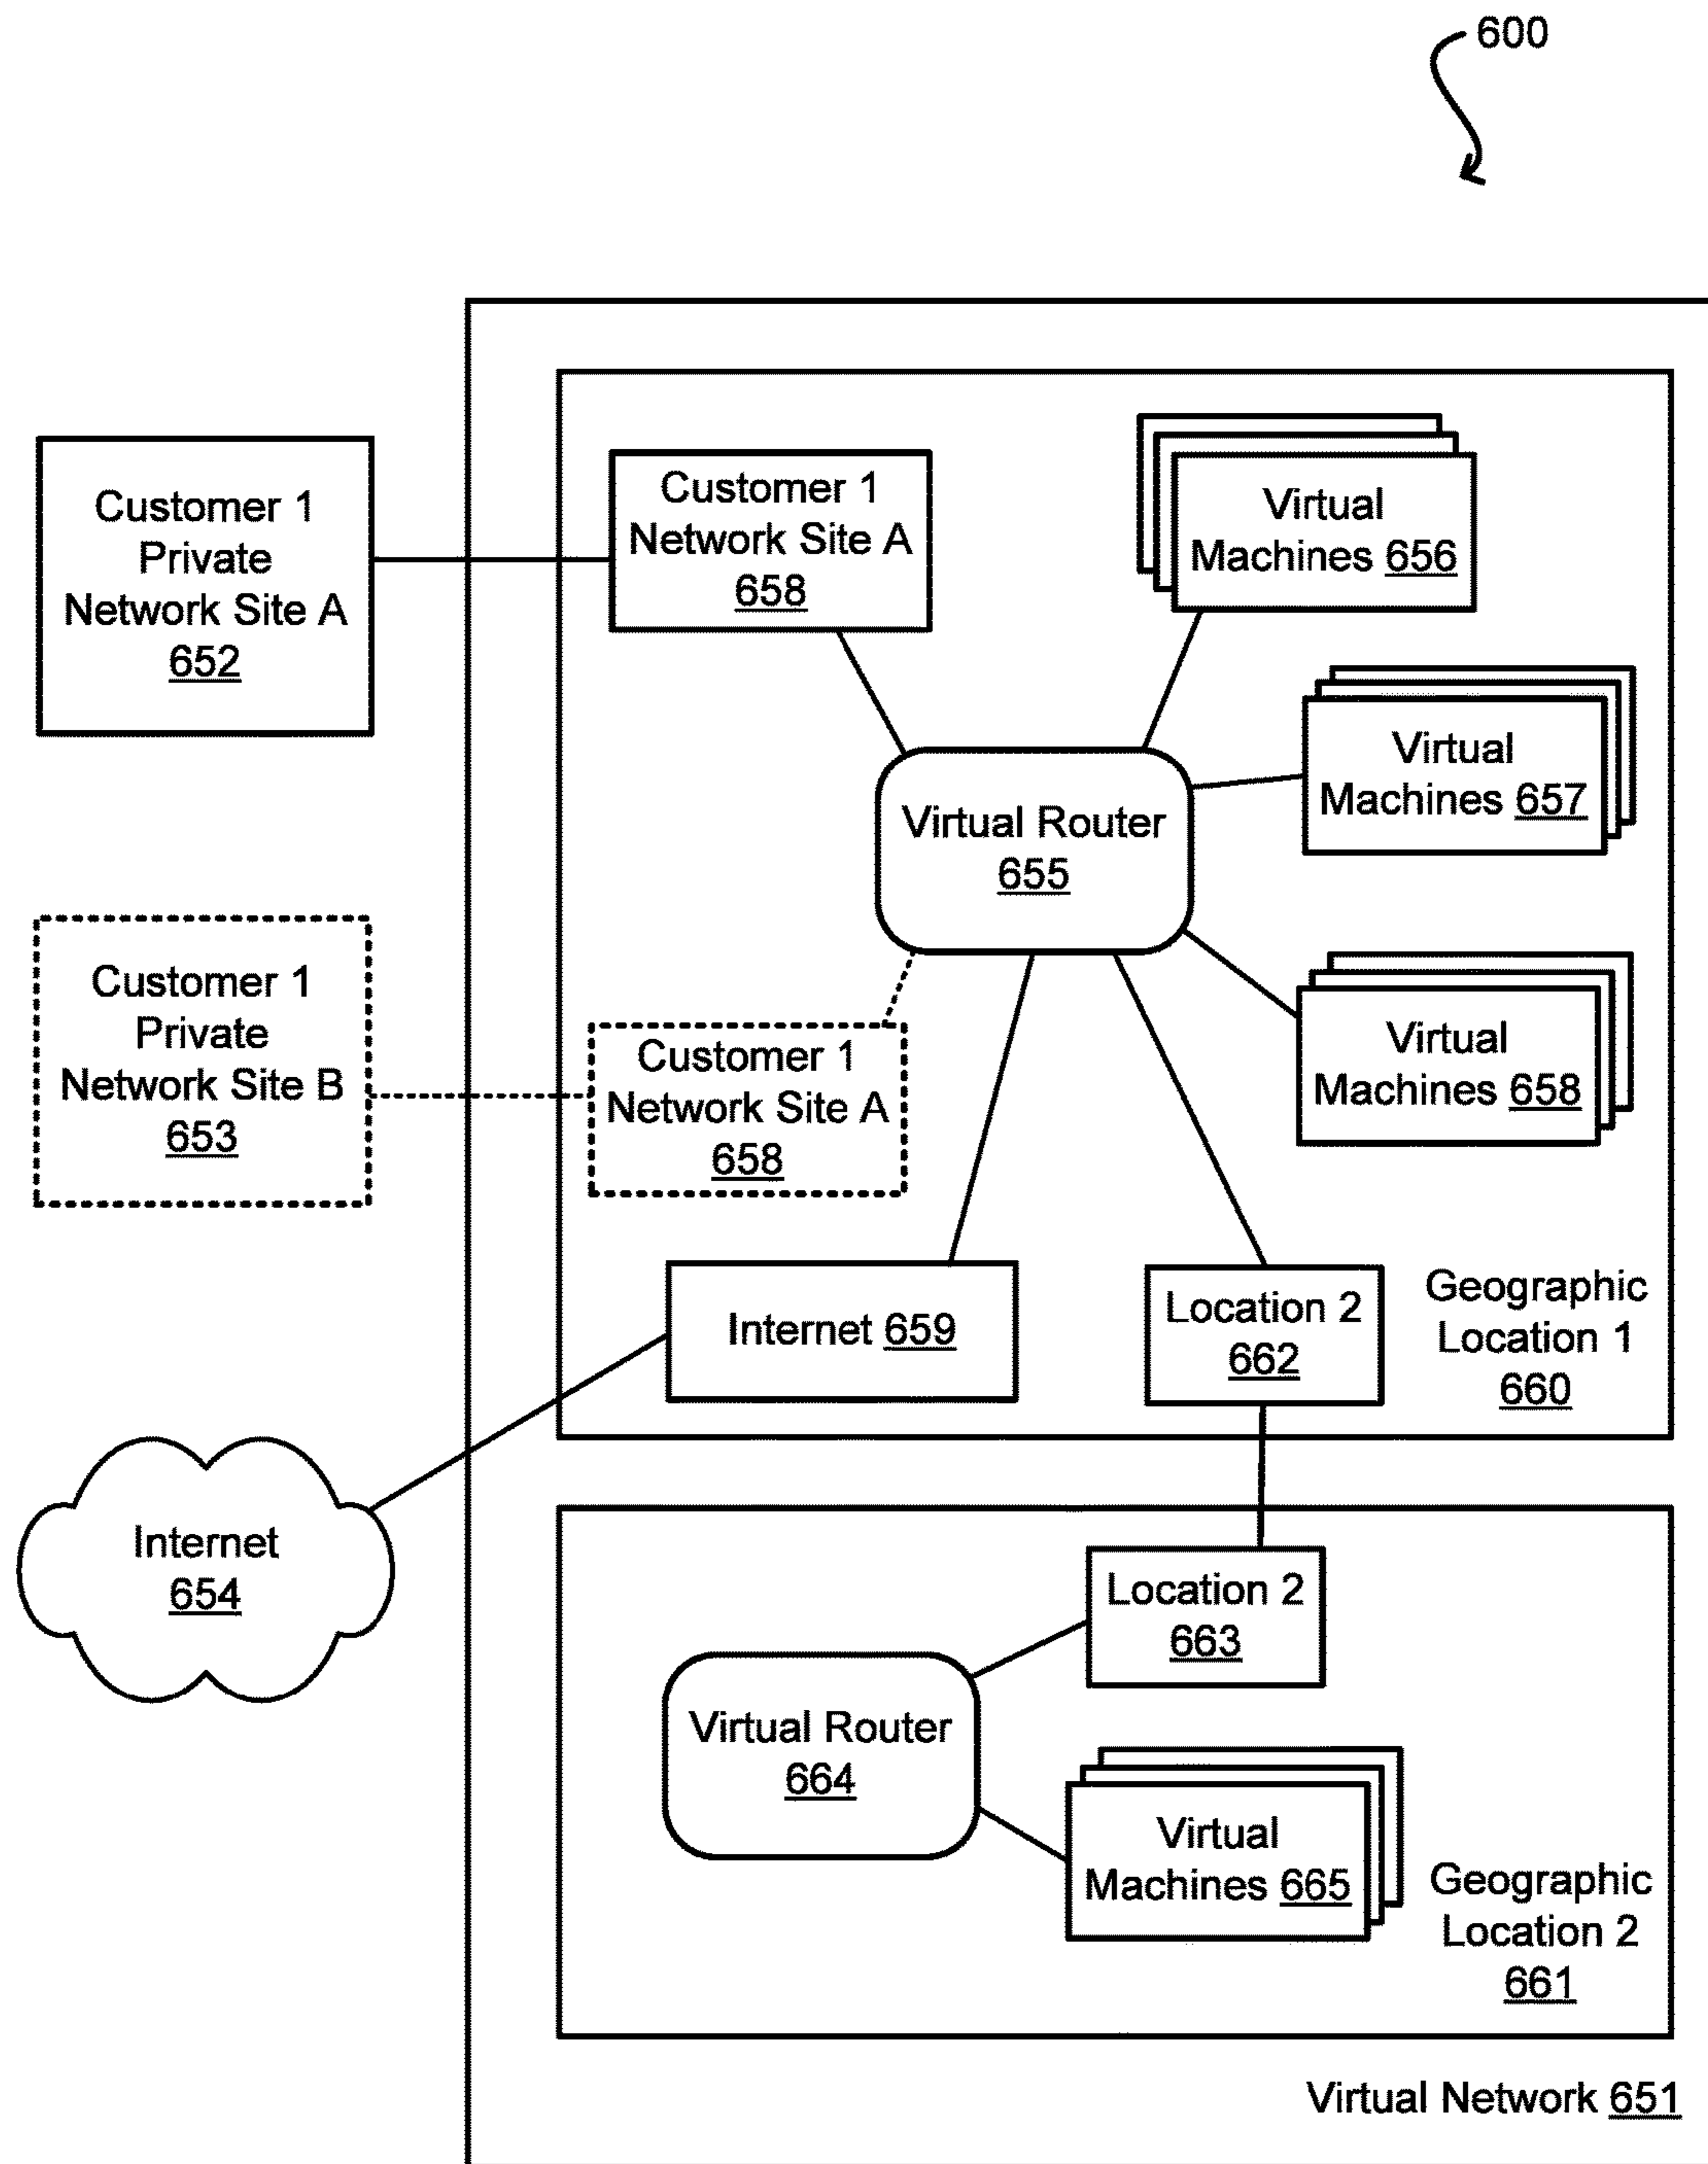 600
Customer 1
Private
Network Site A
652
Customer 1
Network Site A
658
Virtual
Machines 656
Virtual
Machines 657
Virtual Router
655
Customer 1
Private
Network Site B
653
Customer 1
Network Site A
658
Virtual
Machines 658
Internet 659
Location 2
662
Geographic
Location 1
660
Internet
654
Location 2
663
Virtual Router
664
Virtual
Machines 665
Geographic
Location 2
661
Virtual Network 651